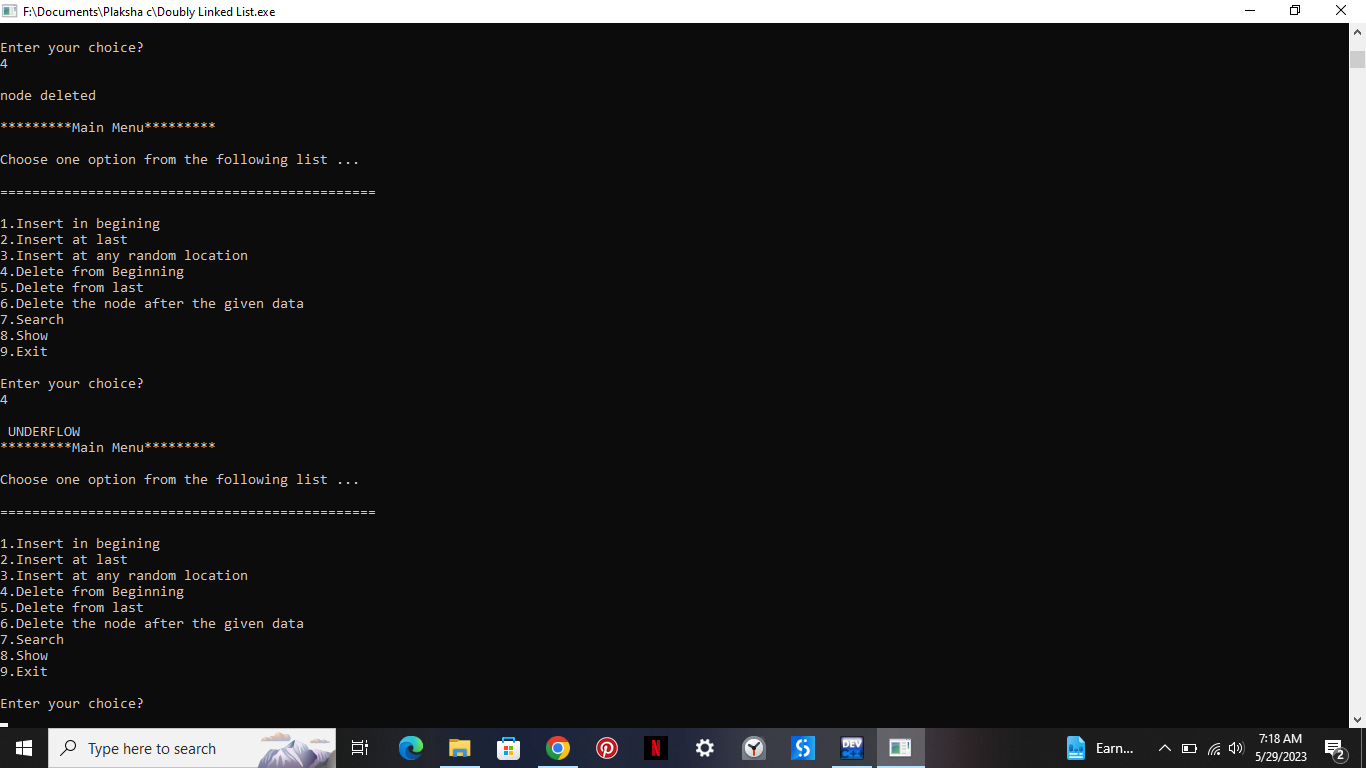 F:\Documents\Plaksha c\Doubly Linked List.exe
Enter your choice?
4
node deleted
*********Main Menu*********
Choose one option from the following list ...
===============================================
1.Insert in begining
2.Insert at last
3.Insert at any random location
4.Delete from Beginning
5.Delete from last
6.Delete the node after the given data
7.Search
8.Show
9.Exit
Enter your choice?
4
UNDERFLOW
*********Main Menu*********
Choose one option from the following list ...
===============================================
1.Insert in begining
2.Insert at last
3.Insert at any random location
4.Delete from Beginning
5.Delete from last
6.Delete the node after the given data
7.Search
8.Show
9.Exit
Enter your choice?
Type here to search
N
DEV
Earn...
7:18 AM
5/29/2023
2